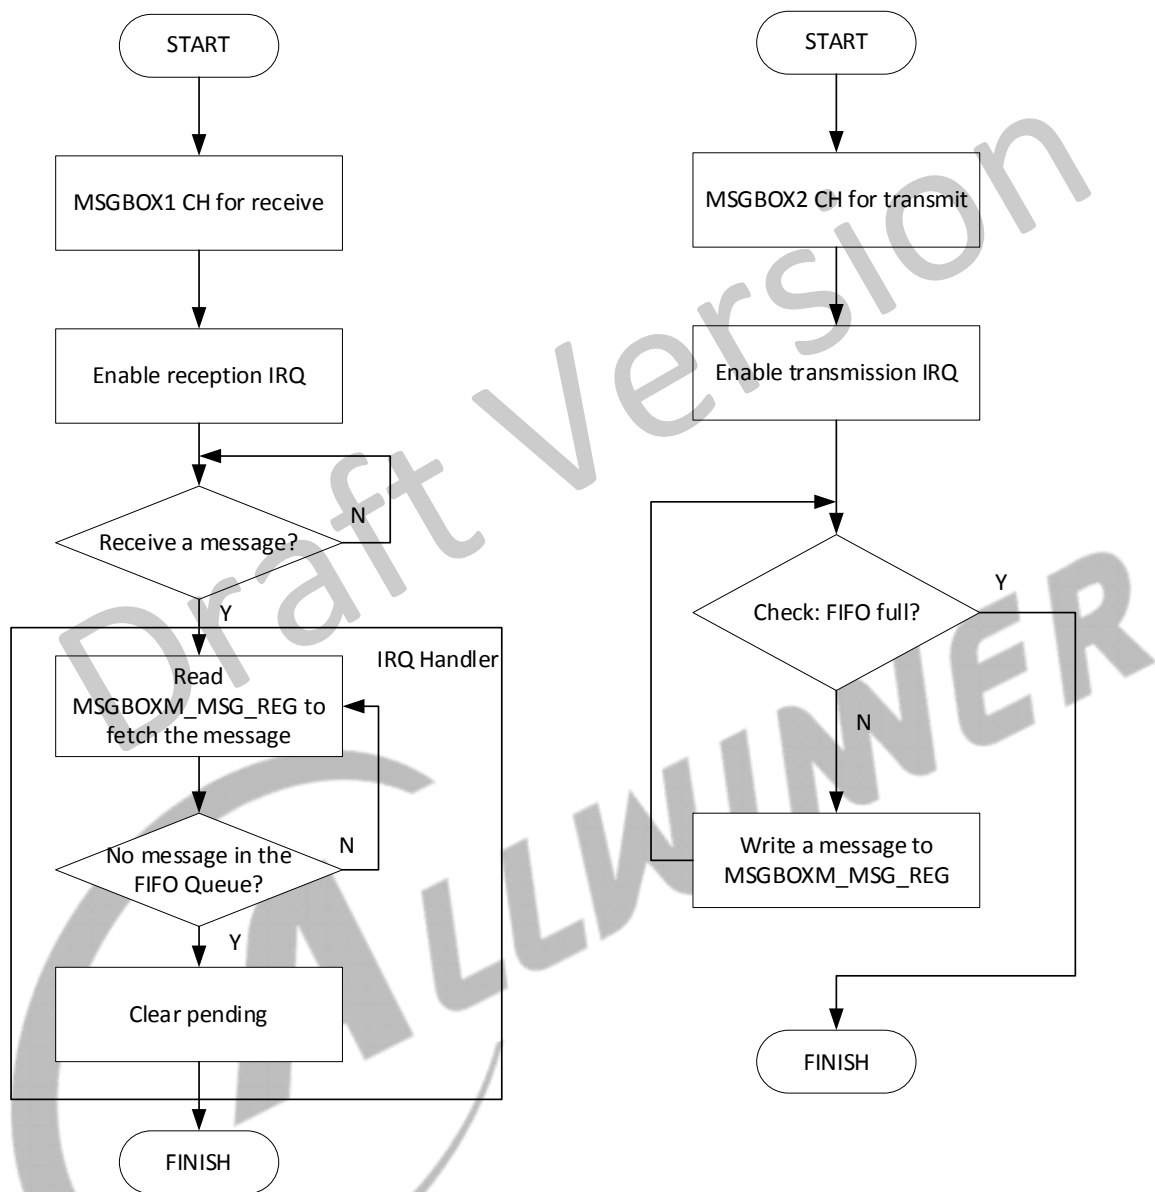 START
MSGBOX1 CH for receive
Enable reception IRQ
N
Receive a message?
Y
IRQ Handler
Read
MSGBOXM_MSG_REG to
fetch the message
N
No message in the
FIFO Queue?
Y
Clear pending
FINISH
START
MSGBOX2 CH for transmit
Enable transmission IRQ
Y
Check: FIFO full?
N
Write a message to
MSGBOXM_MSG_REG
FINISH
Draft Version
ALLWINNER